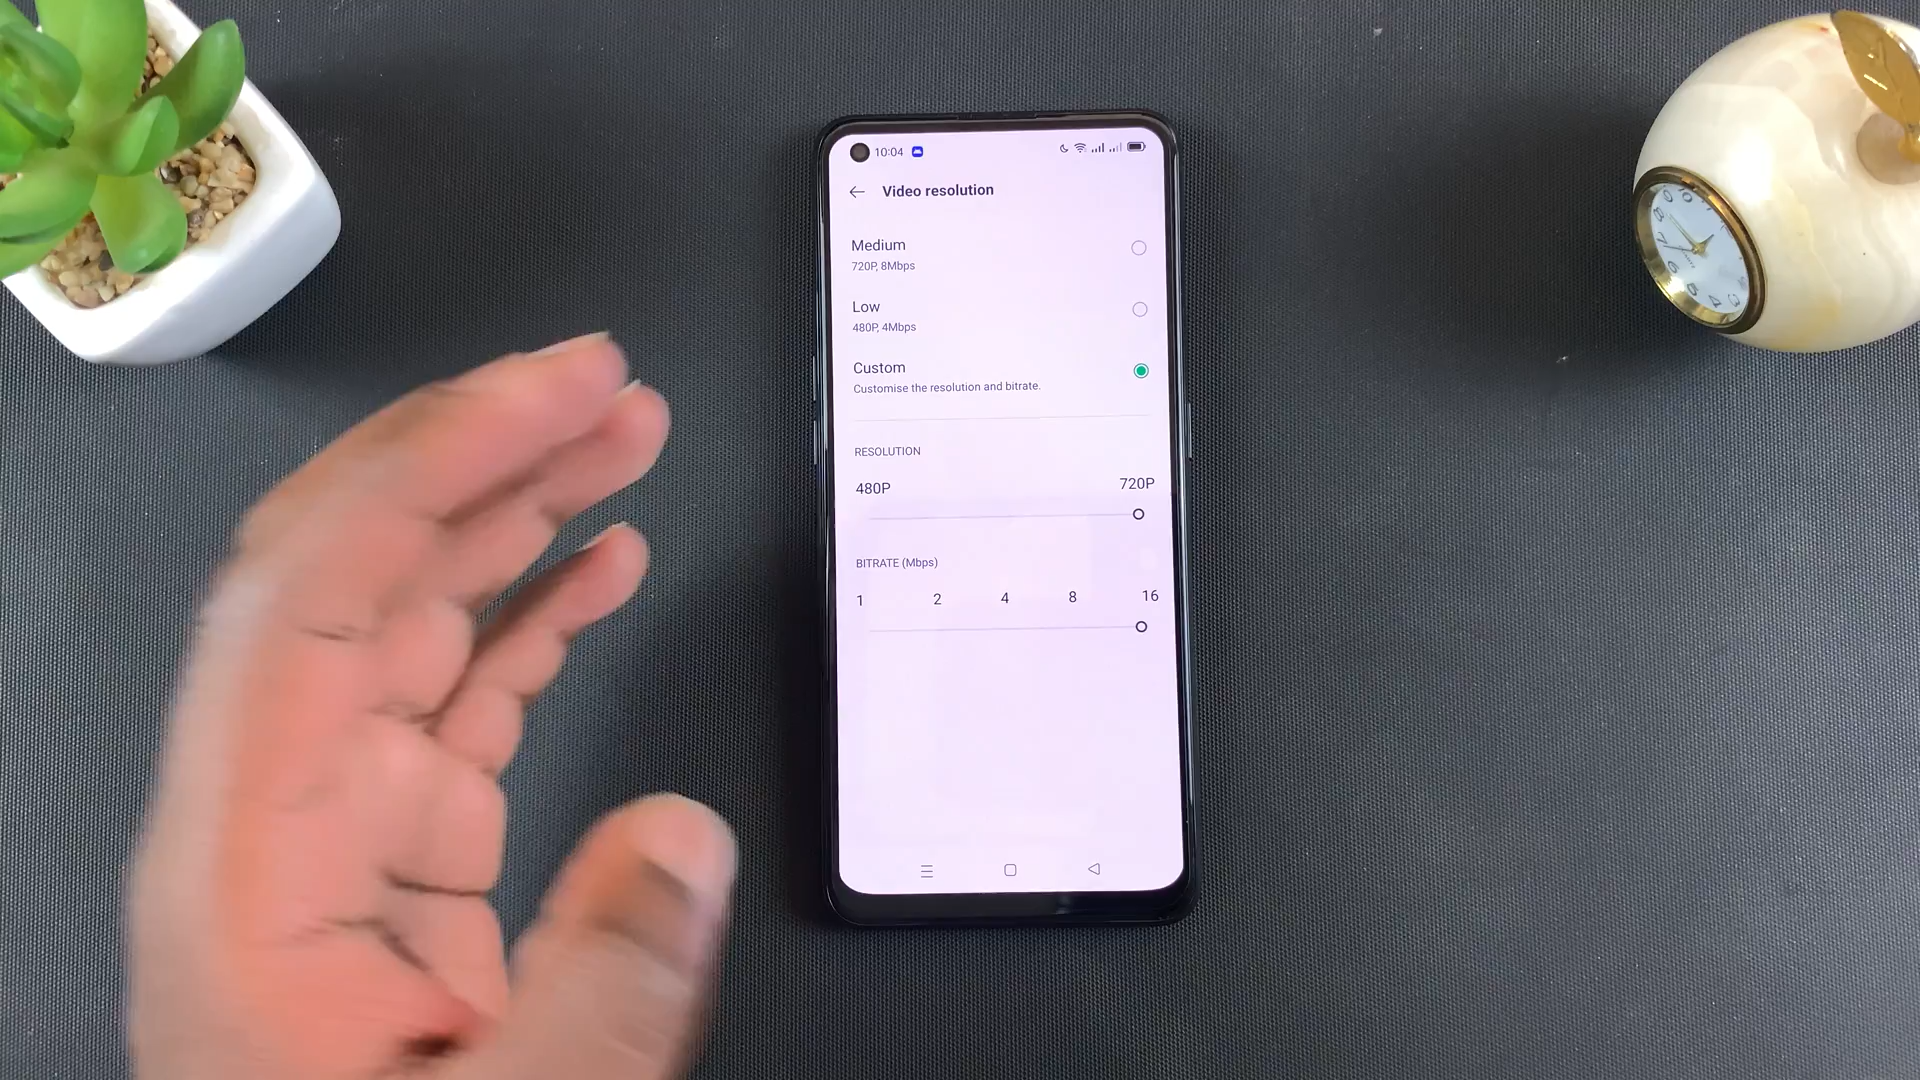 10:04
Video resolution
Medium
720P, 8Mbps
Low
480P, 4Mbps
Custom
Customise the resolution and bitrate.
RESOLUTION
480P 720P
BITRATE (Mbps)
1 2 4 8 16